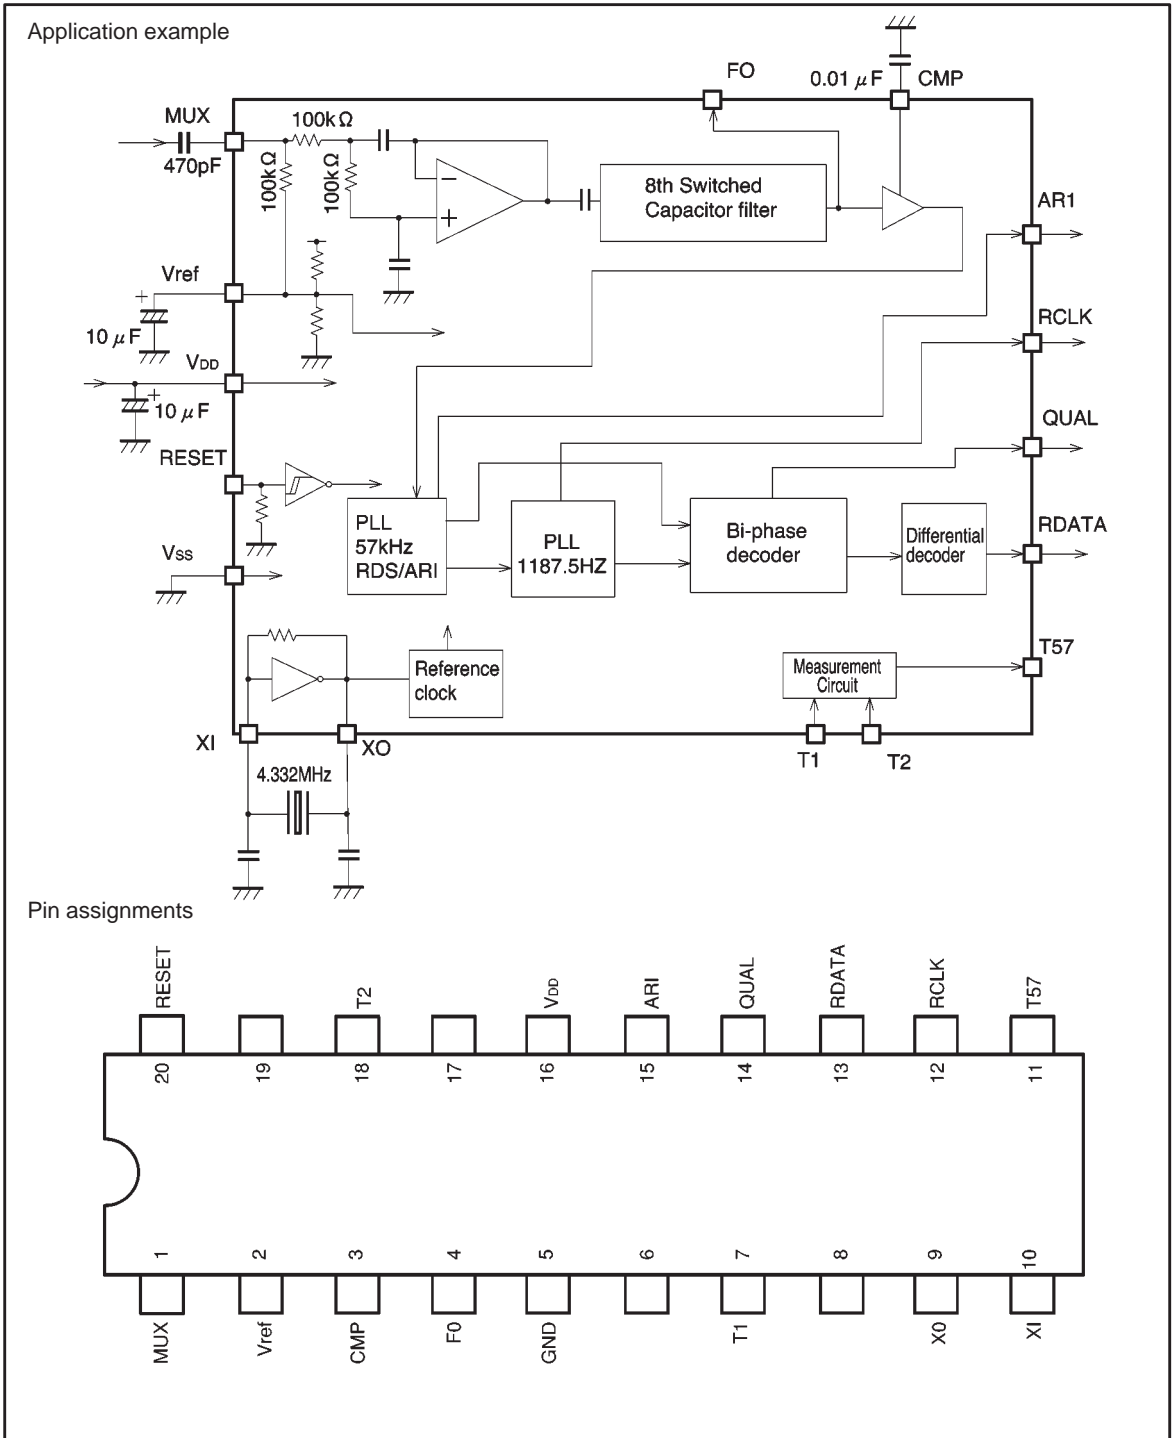 Application example
FO
0.01 μF
CMP
MUX
470pF
100kΩ
100kΩ
100kΩ
−
+
8th Switched
Capacitor filter
AR1
Vref
+
10 μF
VDD
+
10 μF
RCLK
QUAL
RESET
PLL
57kHz
RDS/ARI
PLL
1187.5HZ
Bi-phase
decoder
Differential
decoder
RDATA
VSS
T57
Reference
clock
Measurement
Circuit
XI
XO
T1
T2
4.332MHz
Pin assignments
RESET
T2
VDD
ARI
QUAL
RDATA
RCLK
T57
20
19
18
17
16
15
14
13
12
11
1
2
3
4
5
6
7
8
9
10
MUX
Vref
CMP
F0
GND
T1
X0
XI